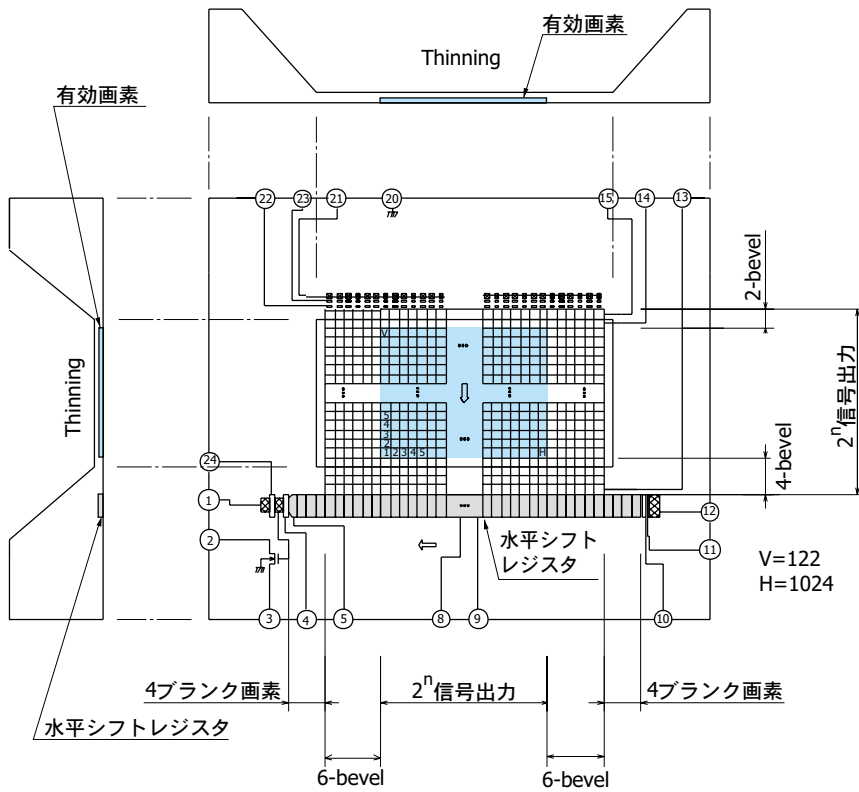 有効画素
Thinning
有効画素
22
23
21
20
15
14
13
2-bevel
V
Thinning
2ⁿ信号出力
5
4
3
2
1 2 3 4 5
H
4-bevel
24
1
12
2
水平シフト
レジスタ
11
V=122
H=1024
3
4
5
8
9
10
4ブランク画素
2ⁿ信号出力
4ブランク画素
水平シフトレジスタ
6-bevel
6-bevel